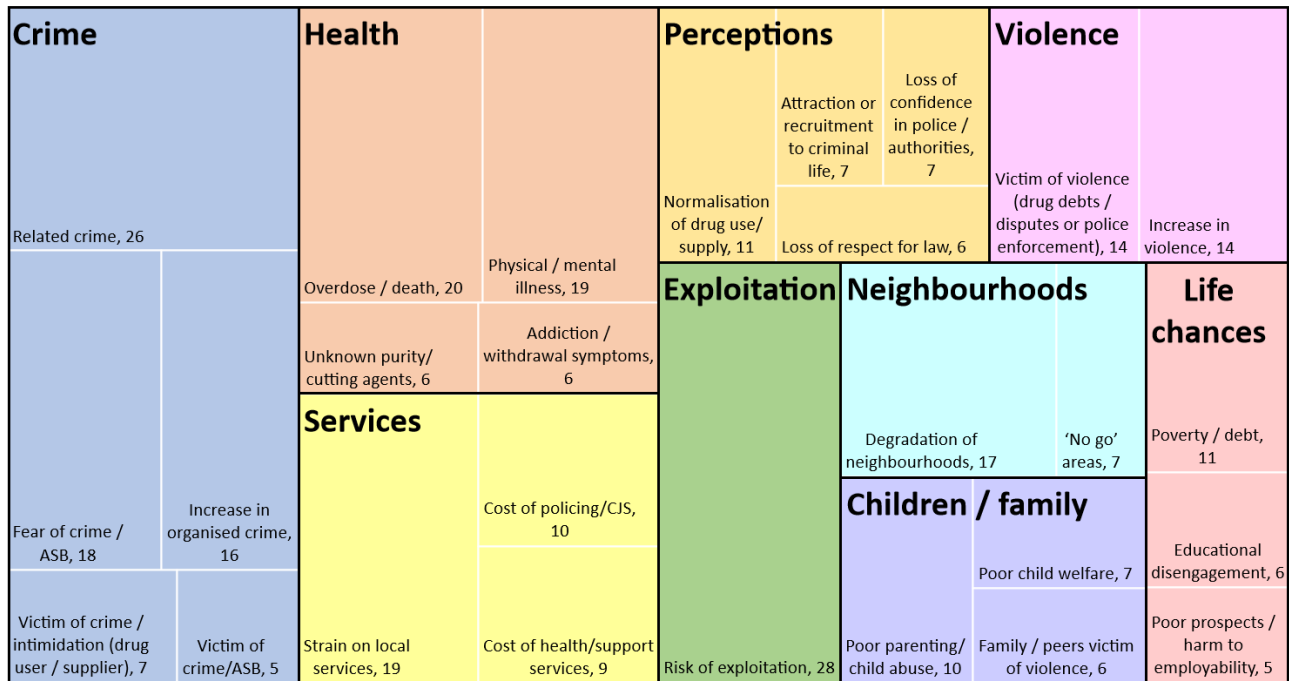 Crime
Related crime, 26
Fear of crime /
ASB, 18
Increase in
organised crime,
16
Victim of crime /
intimidation (drug
user / supplier), 7
Victim of
crime/ASB, 5
Health
Overdose / death, 20
Physical / mental
illness, 19
Unknown purity/
cutting agents, 6
Addiction /
withdrawal symptoms,
6
Services
Strain on local
services, 19
Cost of policing/CJS,
10
Cost of health/support
services, 9
Perceptions
Normalisation
of drug use/
supply, 11
Attraction or
recruitment
to criminal
life, 7
Loss of
confidence
in police /
authorities,
7
Loss of respect for law, 6
Violence
Victim of violence
(drug debts /
disputes or police
enforcement), 14
Increase in
violence, 14
Exploitation
Risk of exploitation, 28
Neighbourhoods
Degradation of
neighbourhoods, 17
‘No go’
areas, 7
Children / family
Poor parenting/
child abuse, 10
Poor child welfare, 7
Family / peers victim
of violence, 6
Life
chances
Poverty / debt,
11
Educational
disengagement, 6
Poor prospects /
harm to
employability, 5